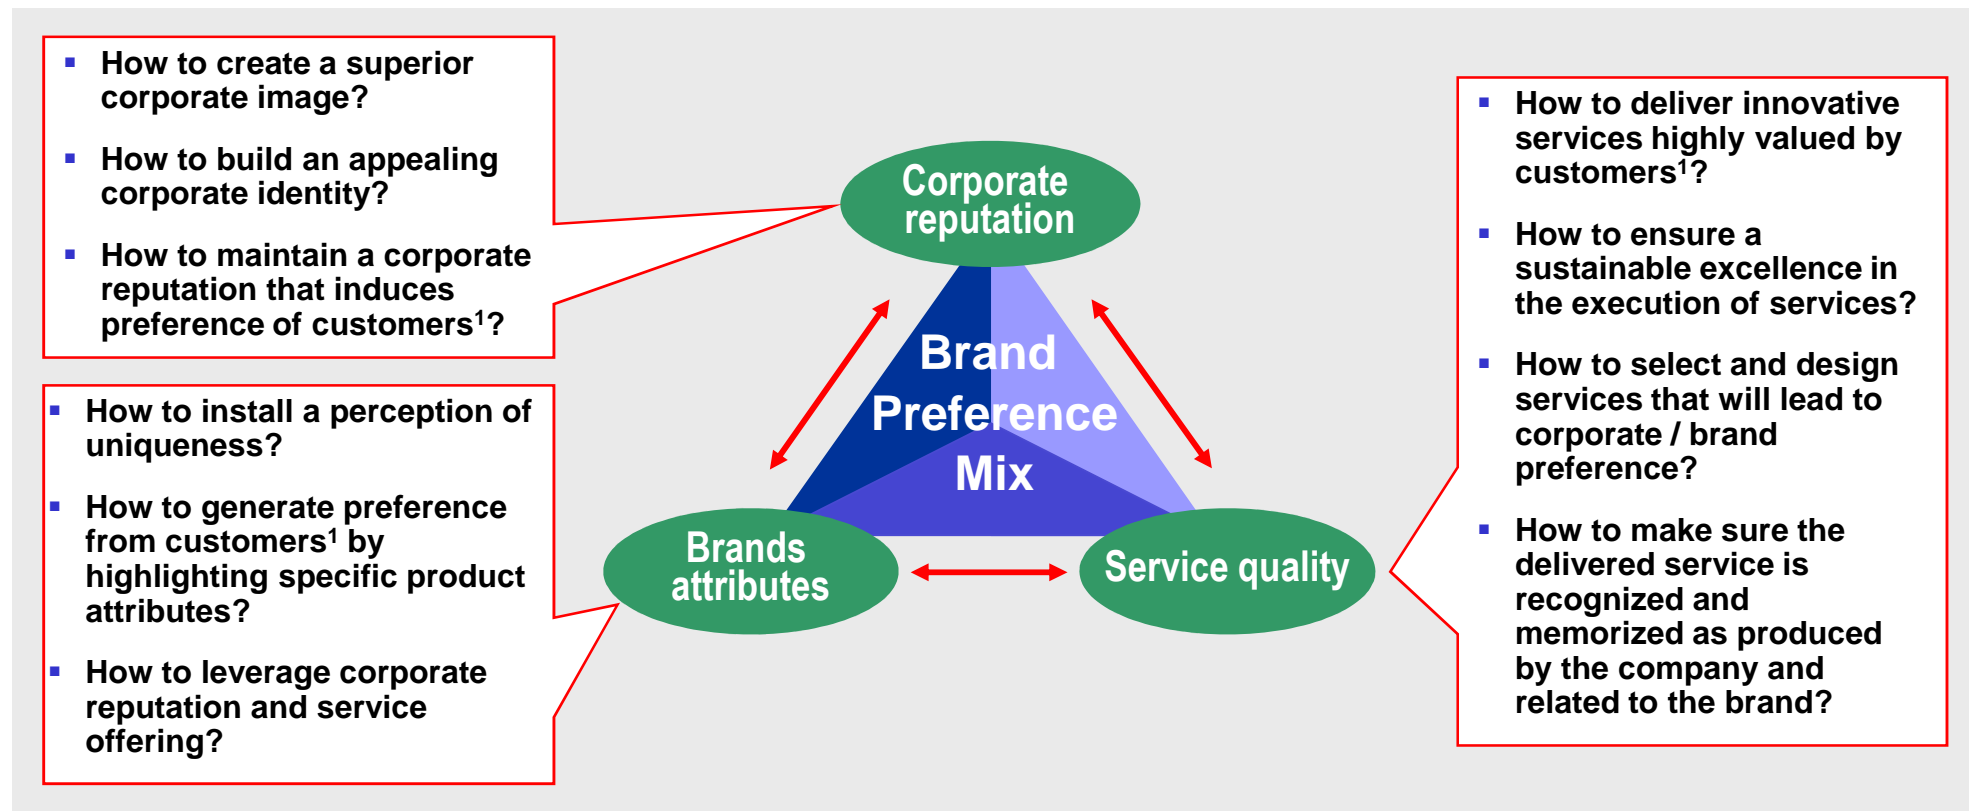 ▪ How to create a superior
corporate image?
▪ How to build an appealing
corporate identity?
▪ How to maintain a corporate
reputation that induces
preference of customers¹?
▪ How to install a perception of
uniqueness?
▪ How to generate preference
from customers¹ by
highlighting specific product
attributes?
▪ How to leverage corporate
reputation and service
offering?
Corporate
reputation
Brand
Preference
Mix
Brands
attributes
Service quality
▪ How to deliver innovative
services highly valued by
customers¹?
▪ How to ensure a
sustainable excellence in
the execution of services?
▪ How to select and design
services that will lead to
corporate / brand
preference?
▪ How to make sure the
delivered service is
recognized and
memorized as produced
by the company and
related to the brand?